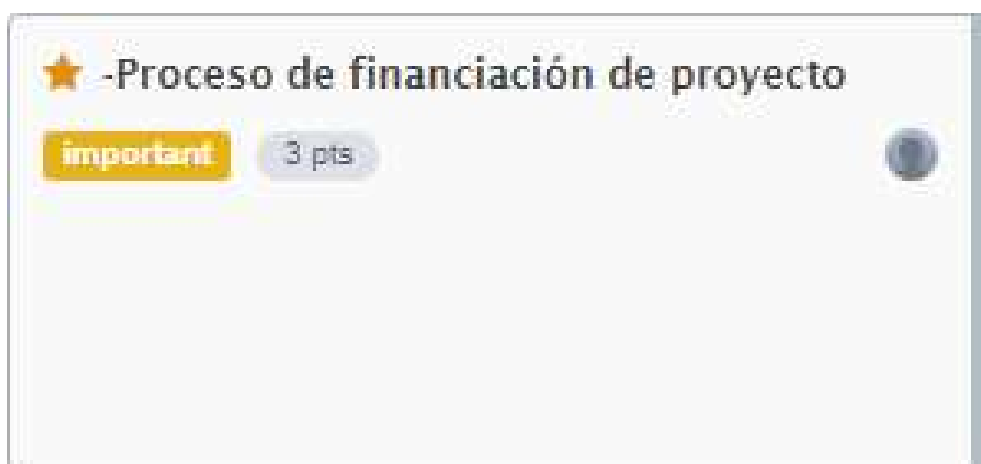 -Proceso de financiación de proyecto
important
3 pts